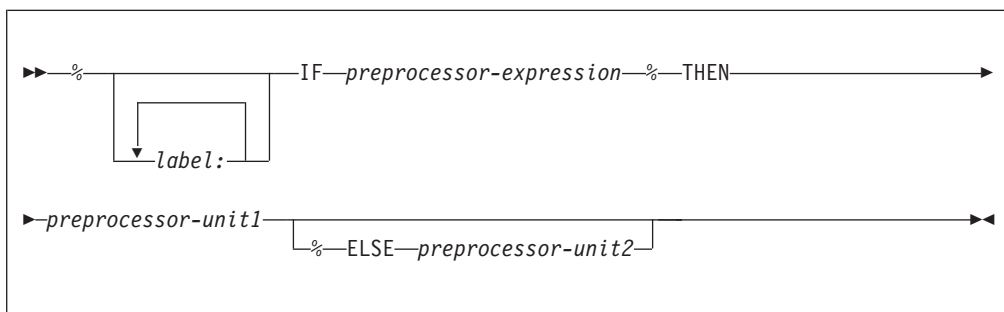 % IF preprocessor-expression % THEN
label:
preprocessor-unit1
% ELSE preprocessor-unit2